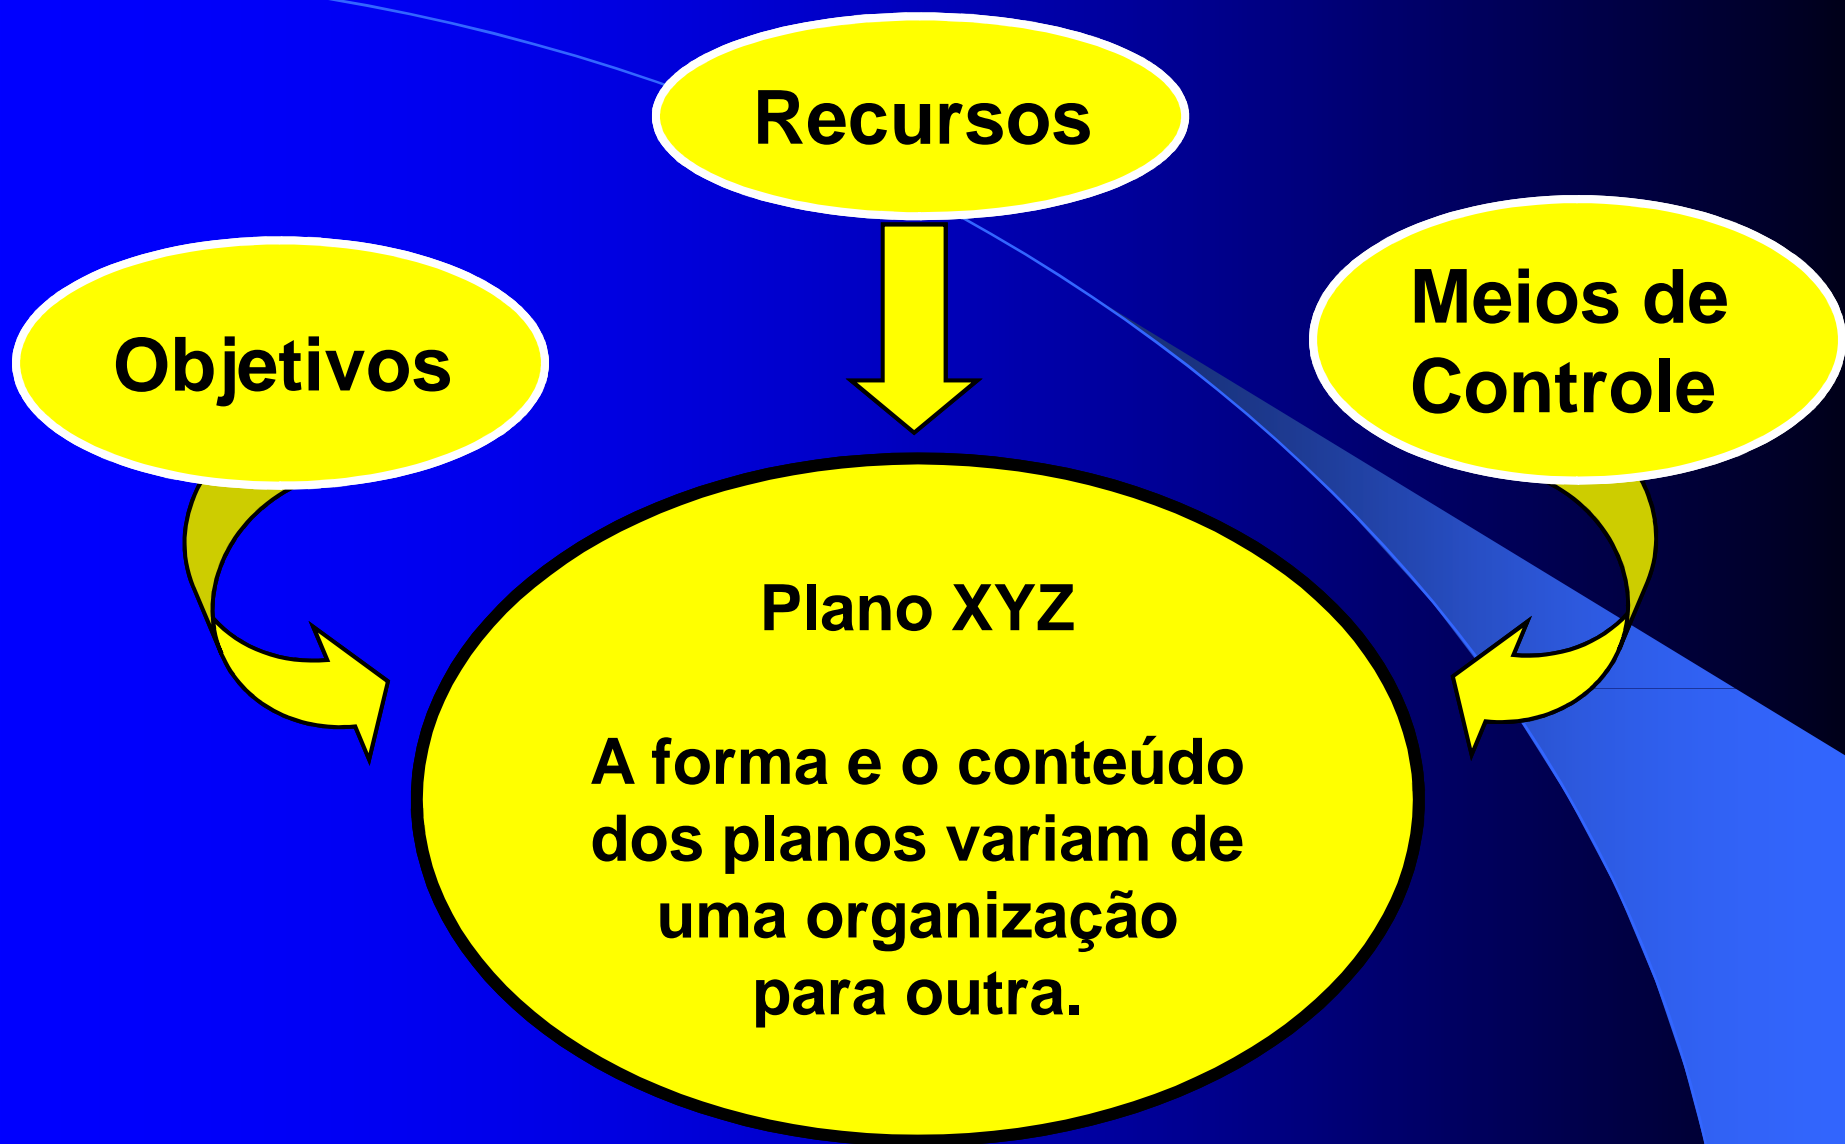 Recursos
Objetivos
Meios de
Controle
Plano XYZ
A forma e o conteúdo
dos planos variam de
uma organização
para outra.